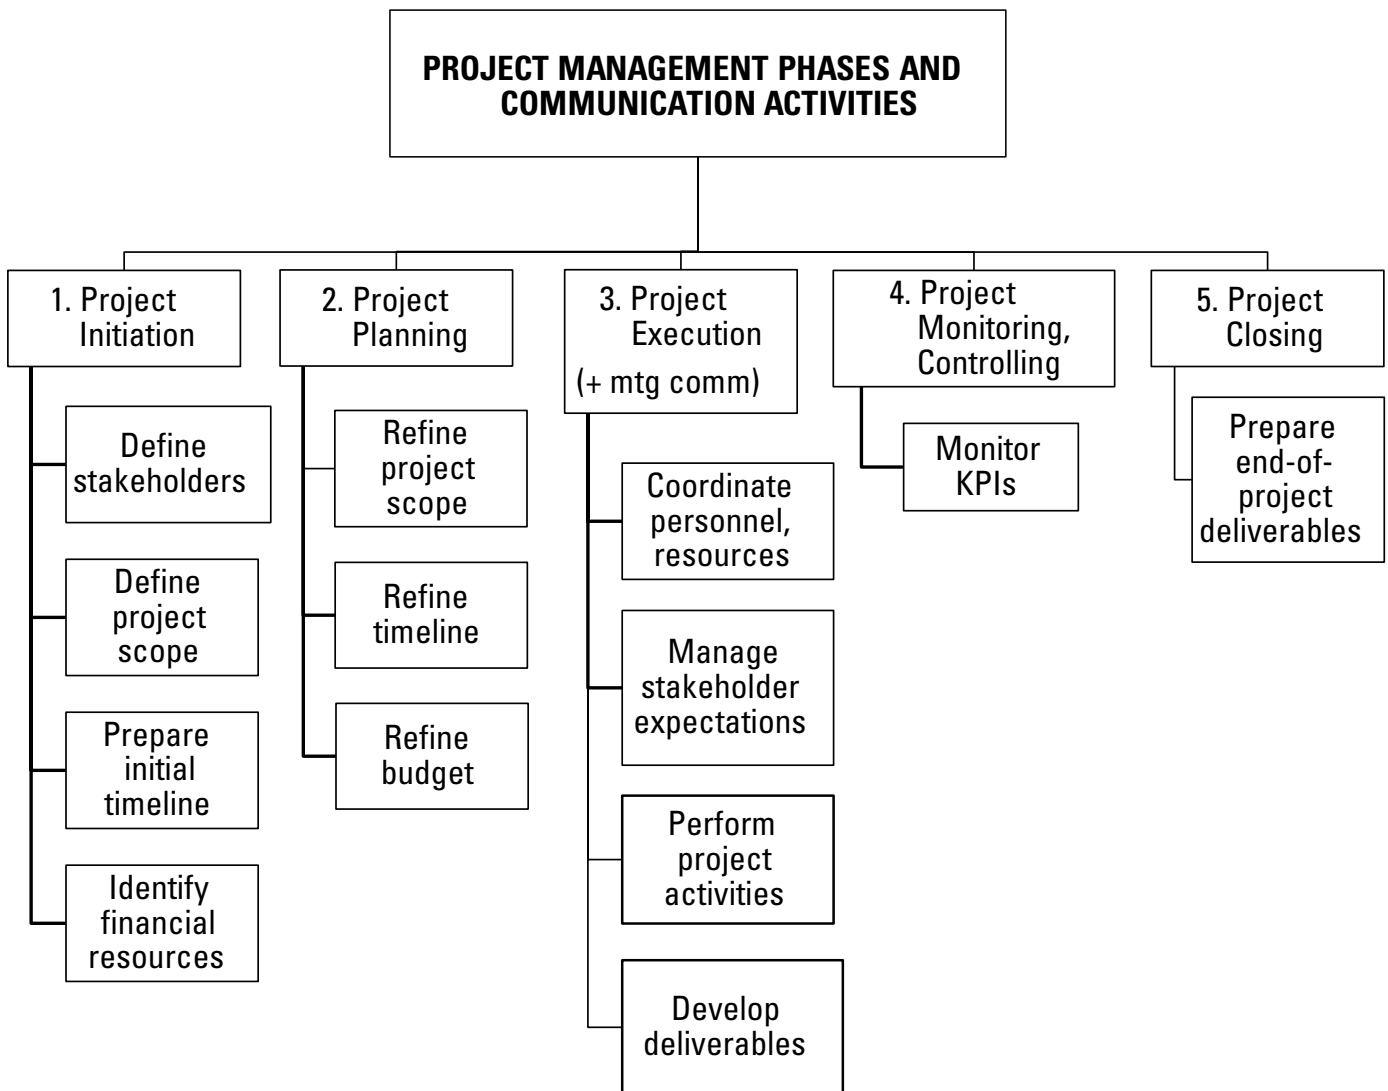 PROJECT MANAGEMENT PHASES AND
COMMUNICATION ACTIVITIES
1. Project
Initiation
Define
stakeholders
Define
project
scope
Prepare
initial
timeline
Identify
financial
resources
2. Project
Planning
Refine
project
scope
Refine
timeline
Refine
budget
3. Project
Execution
(+ mtg comm)
Coordinate
personnel,
resources
Manage
stakeholder
expectations
Perform
project
activities
Develop
deliverables
4. Project
Monitoring,
Controlling
Monitor
KPIs
5. Project
Closing
Prepare
end-of-
project
deliverables